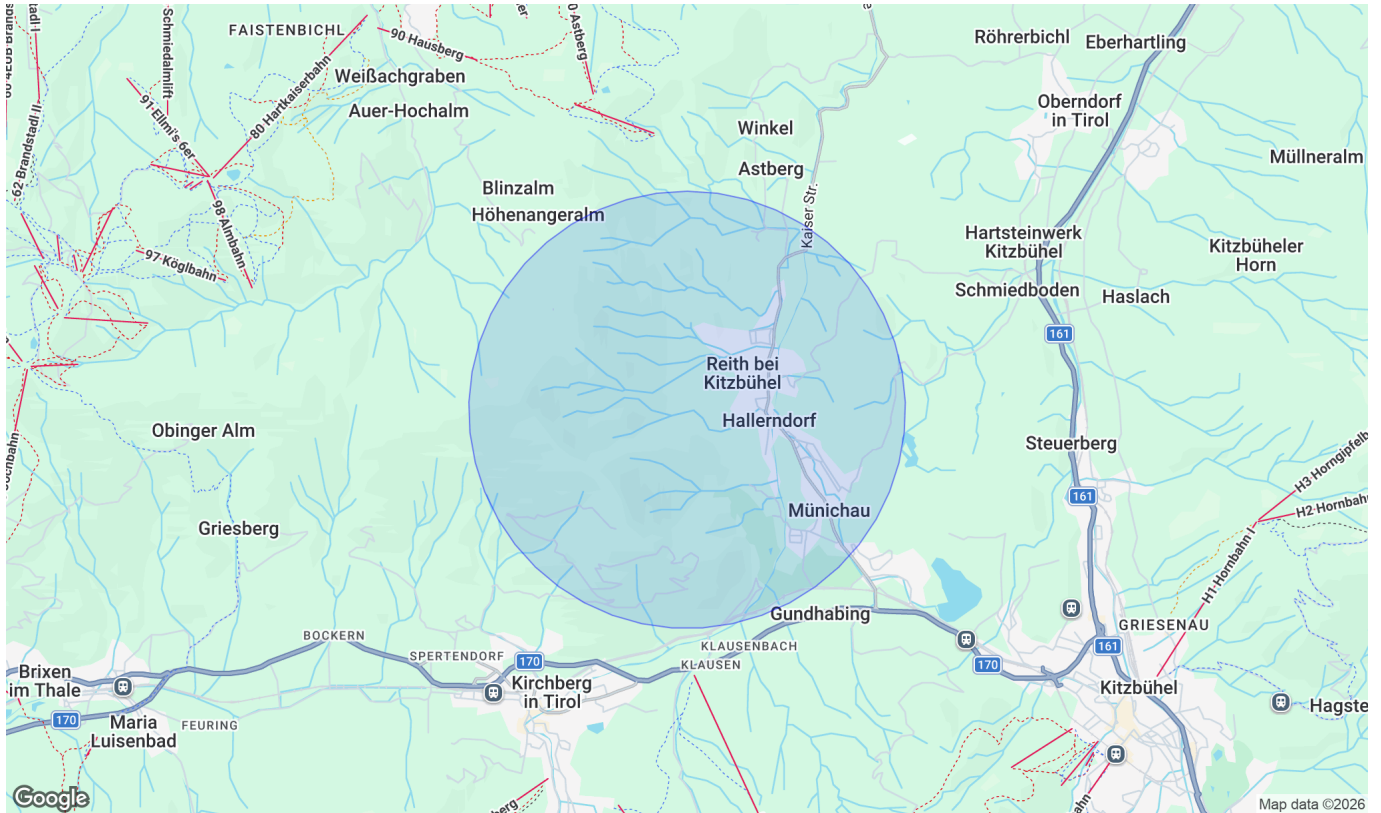 FAISTENBICHL
Schmiedalmlift
90 Hausberg
Weißachgraben
Auer-Hochalm
80 Hartkaiserbahn
91 Ellmi's 6er
62 Brandstadl II
98 Almbahn
97 Köglbahn
Blinzalm
Höhenangeralm
Winkel
Astberg
Kaiser Str.
Röhrerbichl
Eberhartling
Oberndorf
in Tirol
Müllneralm
Hartsteinwerk
Kitzbühel
Kitzbüheler
Horn
Schmiedboden
Haslach
161
Reith bei
Kitzbühel
Hallerndorf
Obinger Alm
Steuerberg
H3 Horngipfelb
161
H2 Hornbahn
Münichau
Griesberg
H1 Hornbahn I
Gundhabing
GRIESENAU
BOCKERN
KLAUSENBACH
161
SPERTENDORF
170
KLAUSEN
170
Brixen
im Thale
Kirchberg
in Tirol
Kitzbühel
Hagste
170
Maria
Luisenbad
FEURING
Google
Map data ©2026